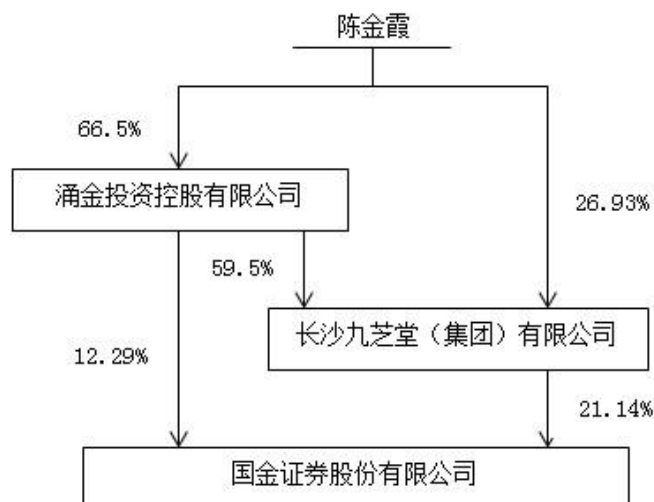 陈金霞
66.5%
涌金投资控股有限公司
26.93%
59.5%
长沙九芝堂（集团）有限公司
12.29%
21.14%
国金证券股份有限公司